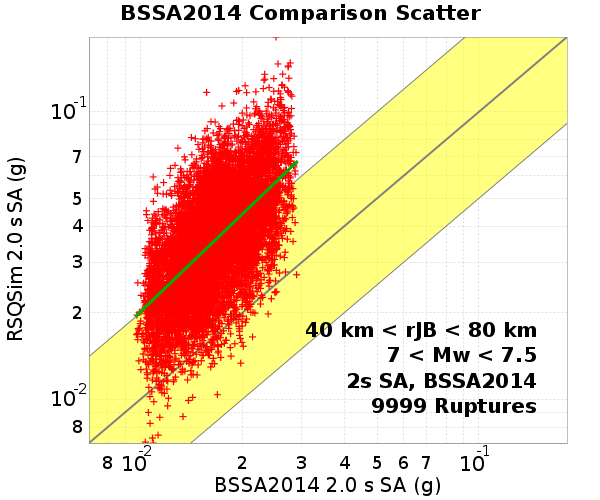 BSSA2014 Comparison Scatter
RSQSim 2.0 s SA (g)
10-1
7
5
4
3
2
10-2
8
40 km < rJB < 80 km
7 < Mw < 7.5
2s SA, BSSA2014
9999 Ruptures
8 10-2 2 3 4 5 6 7 10-1
BSSA2014 2.0 s SA (g)